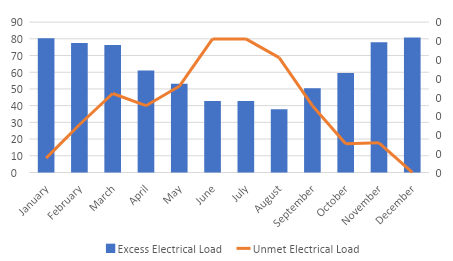 90
80
70
60
50
40
30
20
10
0
0
0
0
0
0
0
0
0
0
January
February
March
April
May
June
July
August
September
October
November
December
Excess Electrical Load
Unmet Electrical Load